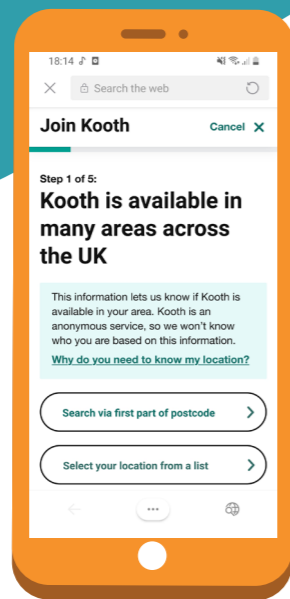 18:14
Search the web
Join Kooth
Cancel X
Step 1 of 5:
Kooth is available in
many areas across
the UK
This information lets us know if Kooth is
available in your area. Kooth is an
anonymous service, so we won't know
who you are based on this information.
Why do you need to know my location?
Search via first part of postcode
Select your location from a list